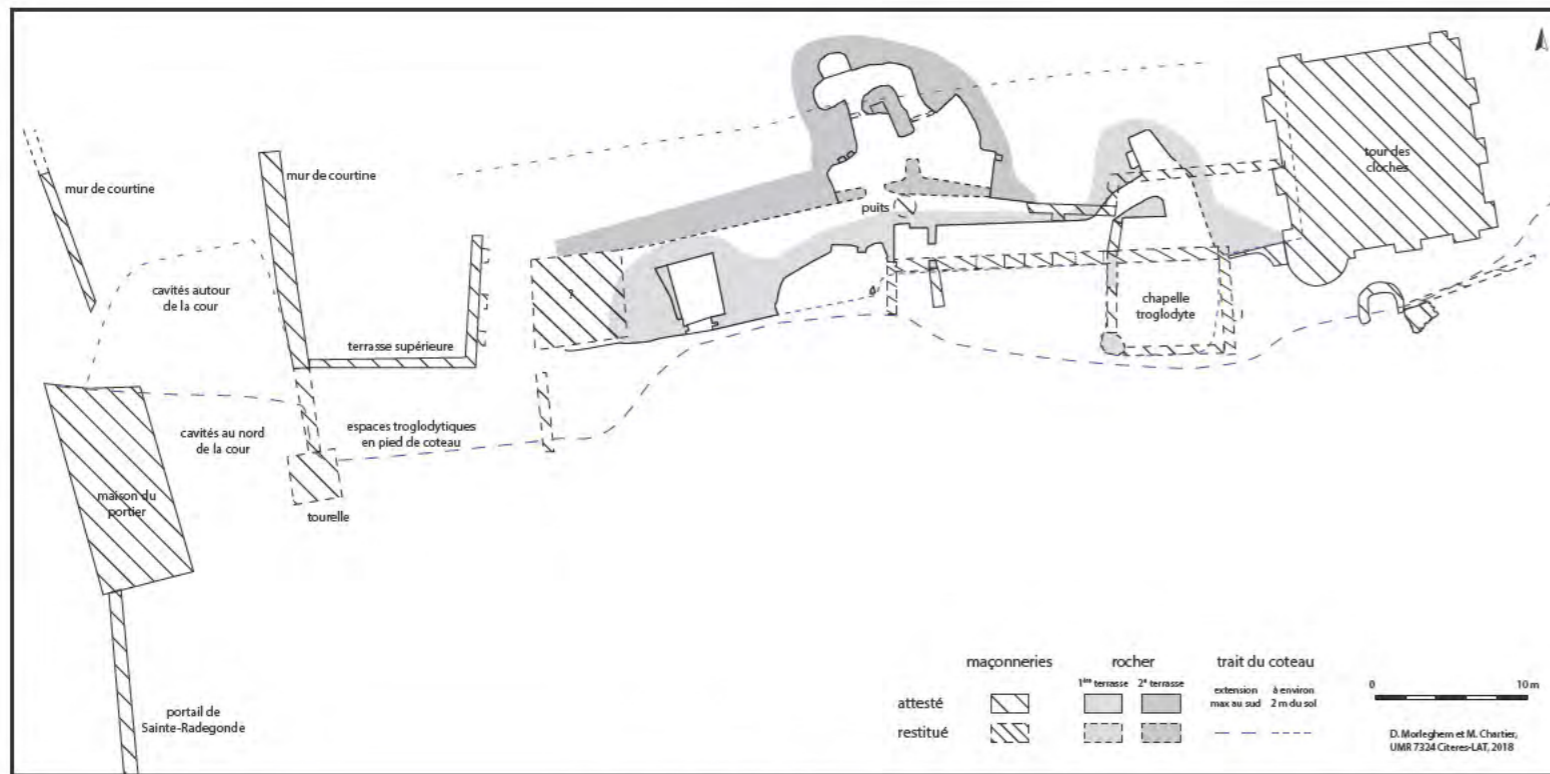 mur de courtine
mur de courtine
tour des
cloches
puits
cavités autour
de la cour
?
chapelle
troglodyte
terrasse supérieure
cavités au nord
de la cour
espaces troglodytiques
en pied de coteau
maison du
portier
tourelle
portail de
Sainte-Radegonde
maçonneries rocher trait du coteau
1ère terrasse 2e terrasse
extension à environ
max au sud 2 m du sol
attesté
restitué
0 10 m
D. Morleghem et M. Chartier,
UMR 7324 Citeres-LAT, 2018